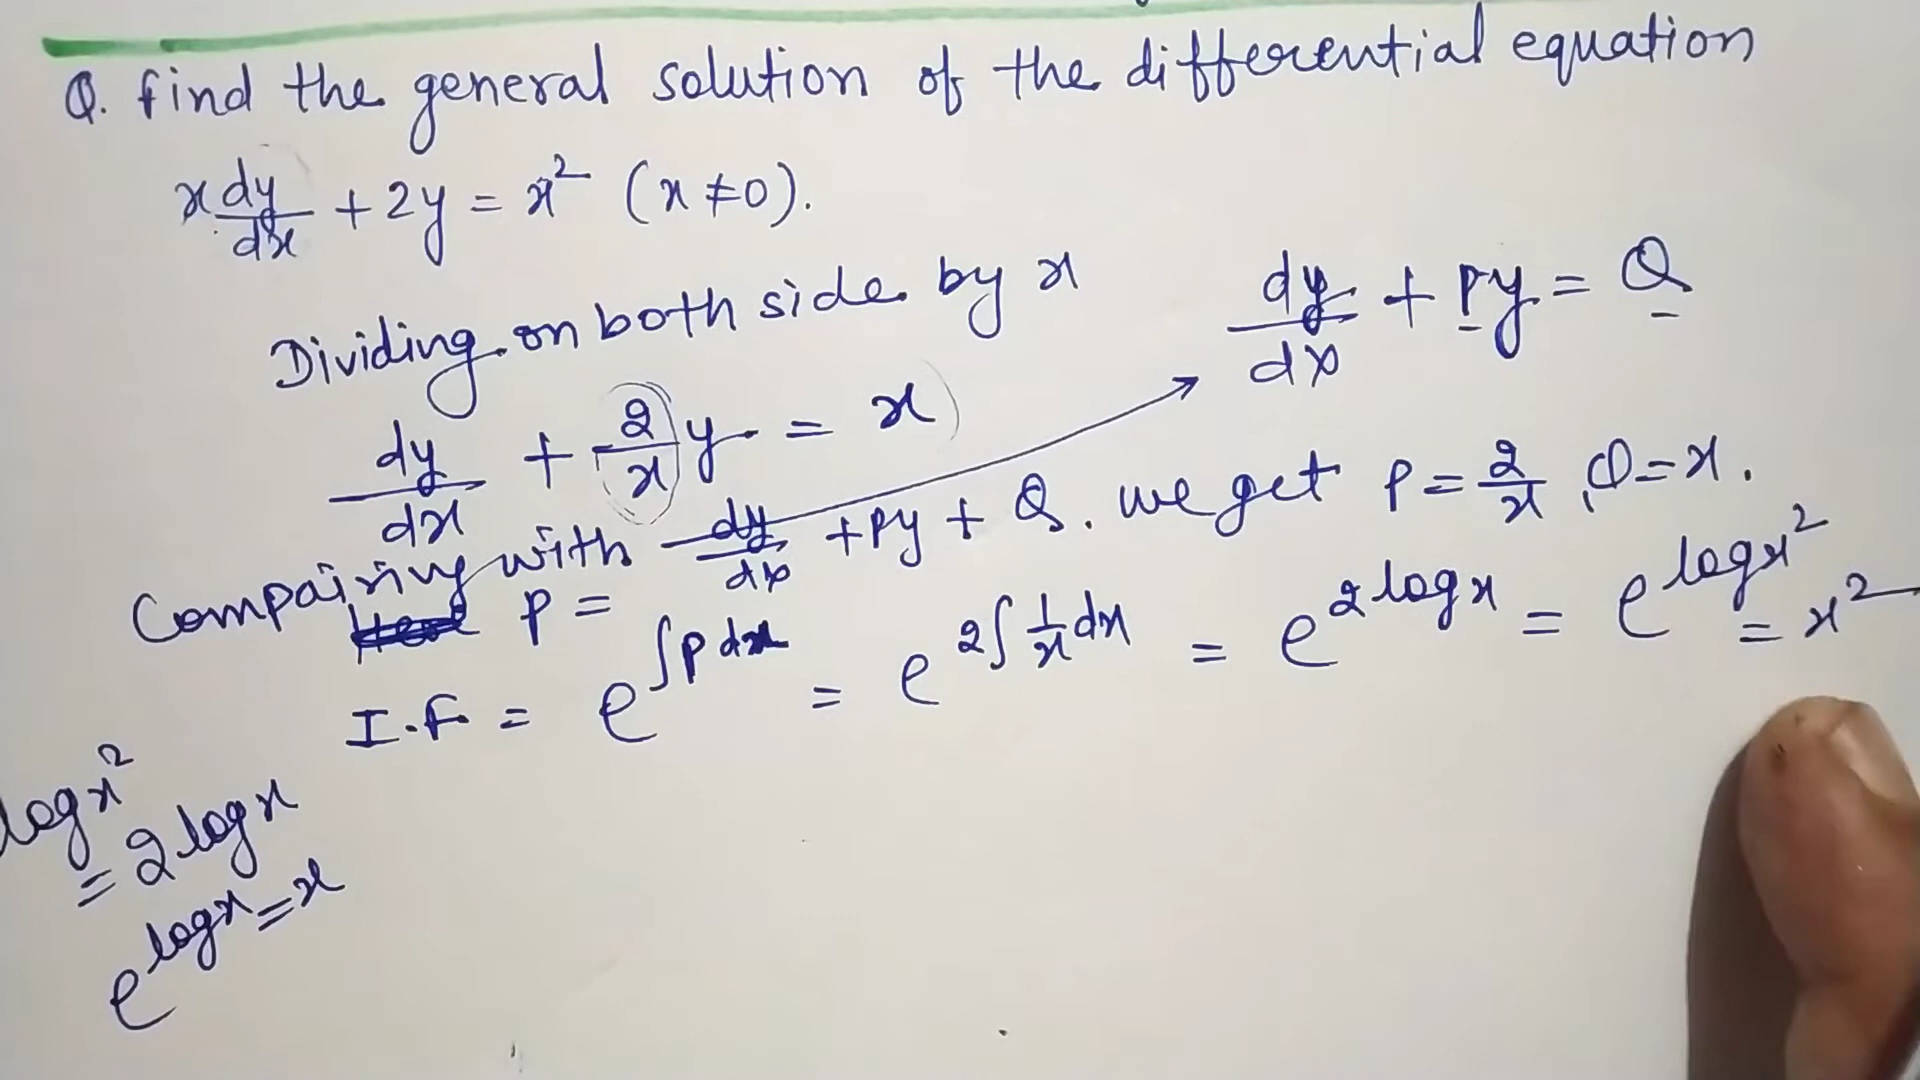 Q. find the general solution of the differential equation
x dy/dx + 2y = x² (x ≠ 0).
Dividing on both side by x
dy/dx + 2/x y = x
dy/dx + Py = Q
Compairing with dy/dx + Py + Q. we get P = 2/x, Q = x.
P =
I.F = e^∫P dx = e^2∫1/x dx = e^2 log x = e^log x² = x²
log x²
= 2 log x
e^log x = x